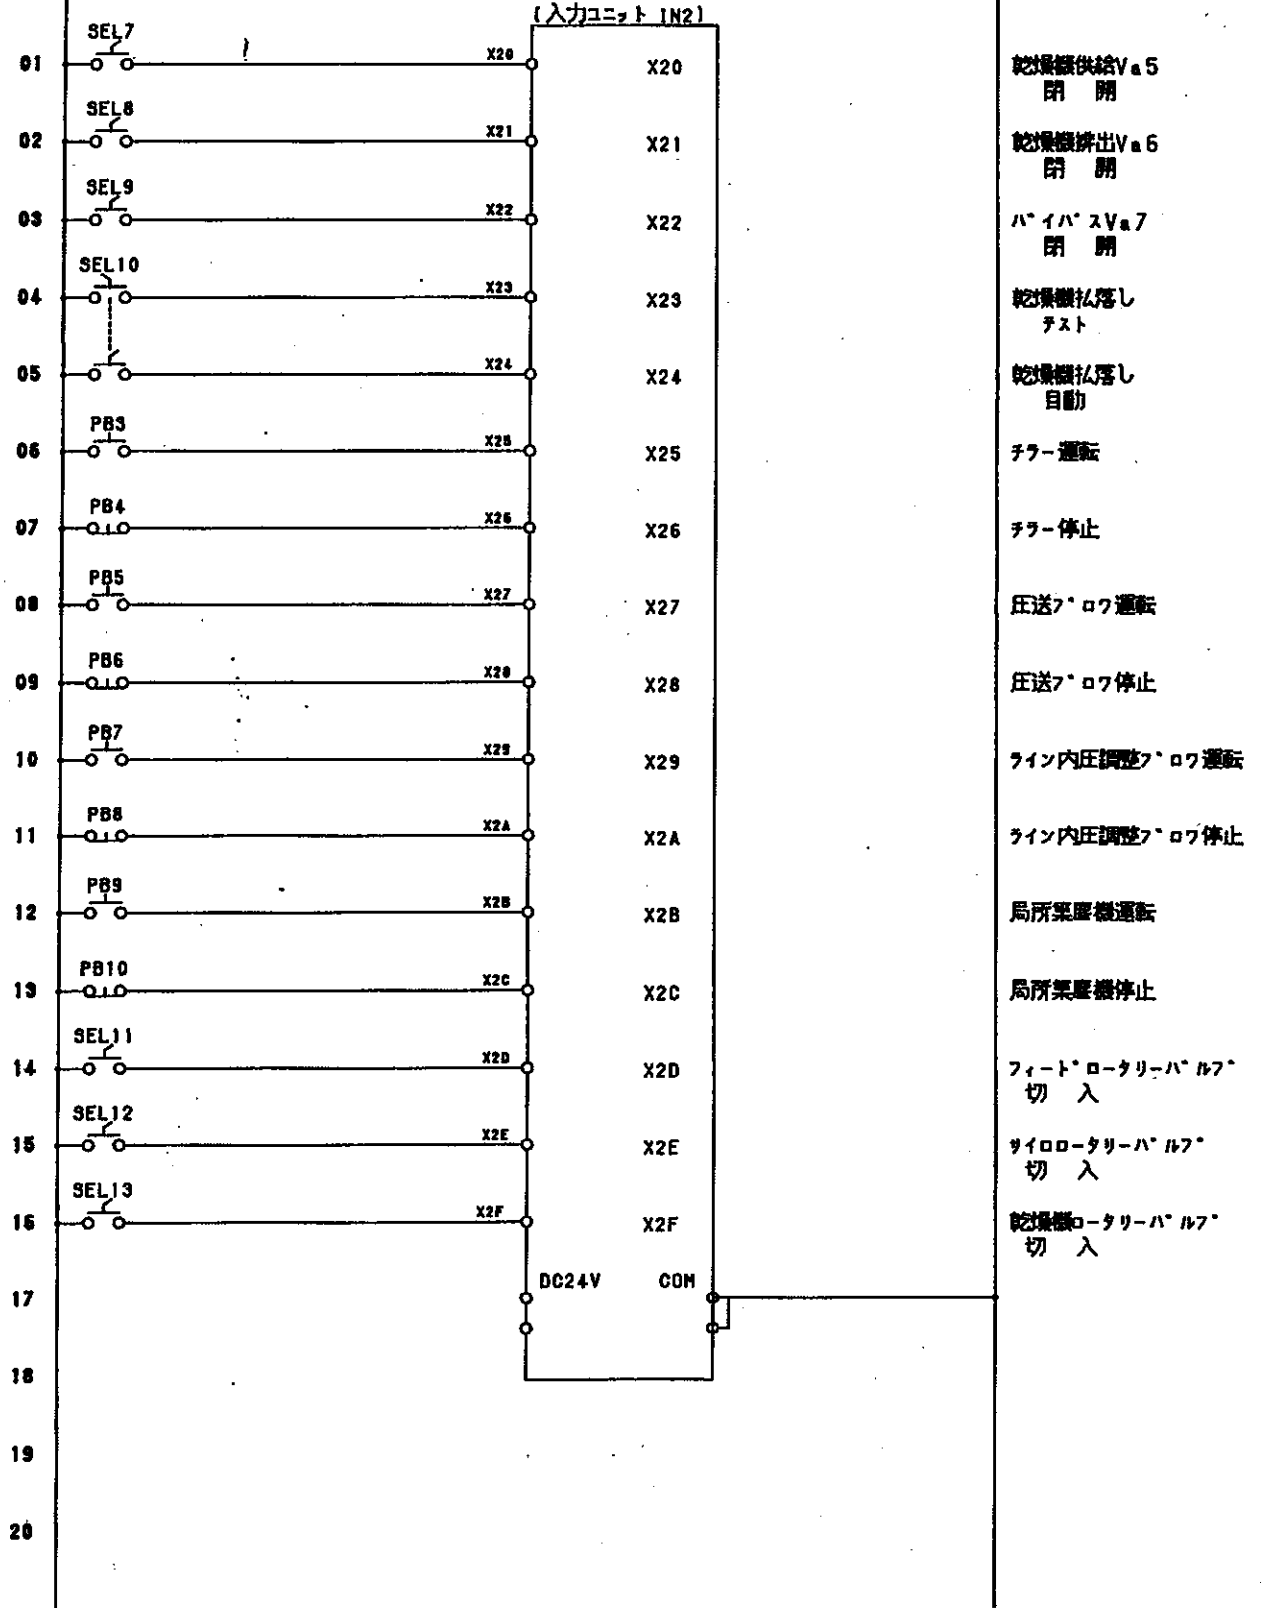 (入力ユニット IN2)
SEL7
01 X20 X20 乾燥機供給Va5
閉 開
SEL8
02 X21 X21 乾燥機排出Va6
閉 開
SEL9
03 X22 X22 バイパスVa7
閉 開
SEL10
04 X23 X23 乾燥機払落し
テスト
05 X24 X24 乾燥機払落し
自動
PB3
06 X25 X25 チラー運転
PB4
07 X26 X26 チラー停止
PB5
08 X27 X27 圧送ブロワ運転
PB6
09 X28 X28 圧送ブロワ停止
PB7
10 X29 X29 ライン内圧調整ブロワ運転
PB8
11 X2A X2A ライン内圧調整ブロワ停止
PB9
12 X2B X2B 局所集塵機運転
PB10
13 X2C X2C 局所集塵機停止
SEL11
14 X2D X2D フィードロータリーバルブ
切 入
SEL12
15 X2E X2E サイロロータリーバルブ
切 入
SEL13
16 X2F X2F 乾燥機ロータリーバルブ
切 入
DC24V COM
17
18
19
20